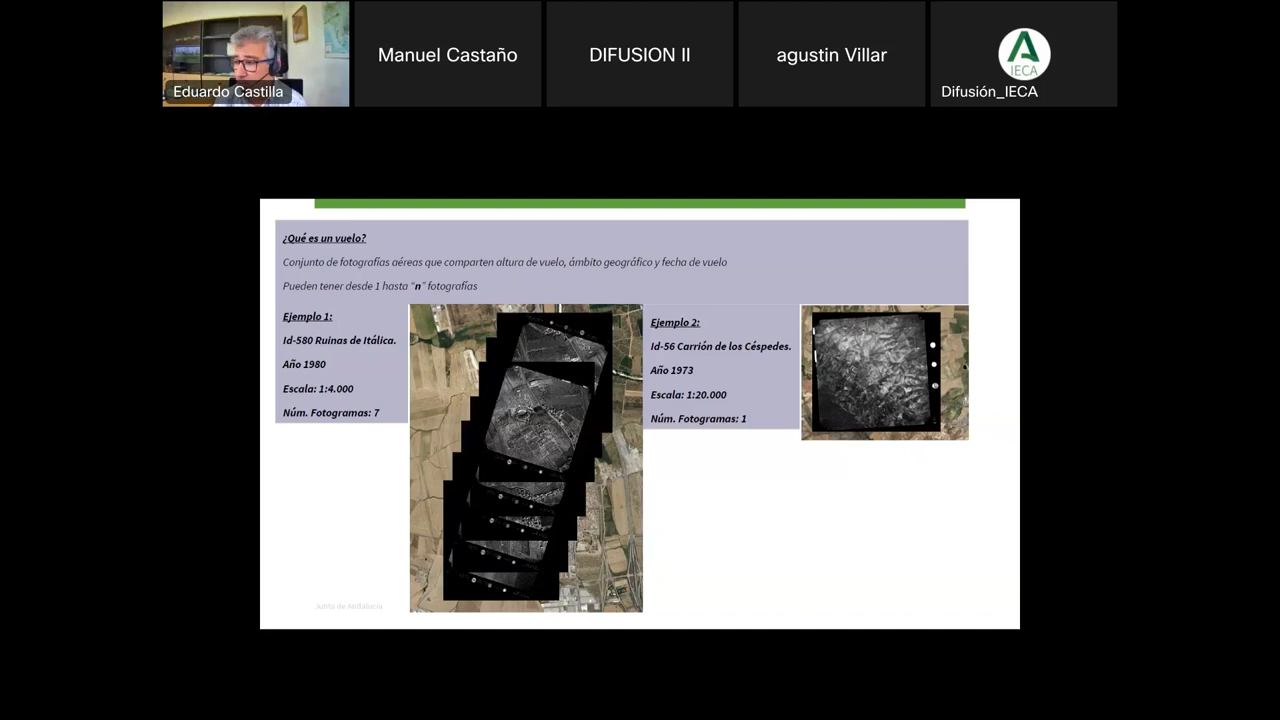 Eduardo Castilla
Manuel Castaño
DIFUSION II
agustin Villar
IECA
Difusión_IECA
¿Qué es un vuelo?
Conjunto de fotografías aéreas que comparten altura de vuelo, ámbito geográfico y fecha de vuelo
Pueden tener desde 1 hasta “n” fotografías
Ejemplo 1:
Id-580 Ruinas de Itálica.
Año 1980
Escala: 1:4.000
Núm. Fotogramas: 7
Ejemplo 2:
Id-56 Carrión de los Céspedes.
Año 1973
Escala: 1:20.000
Núm. Fotogramas: 1
Junta de Andalucía